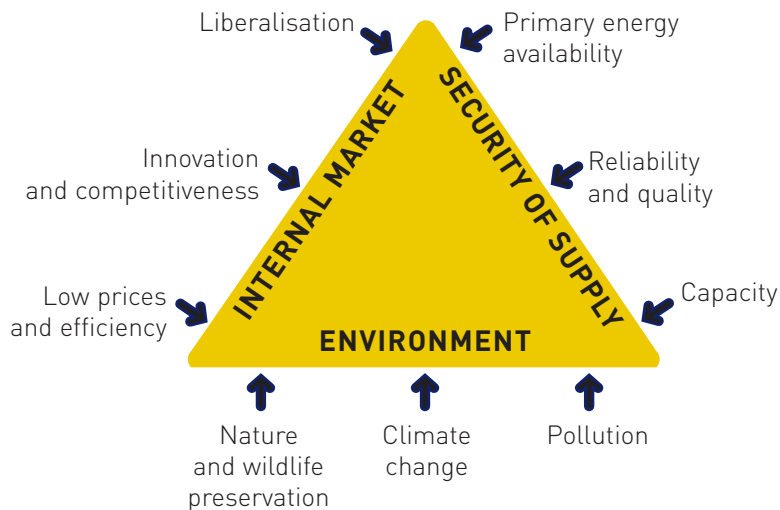 Liberalisation
Primary energy
availability
INTERNAL MARKET
SECURITY OF SUPPLY
Innovation
and competitiveness
Reliability
and quality
Low prices
and efficiency
Capacity
ENVIRONMENT
Nature
and wildlife
preservation
Climate
change
Pollution